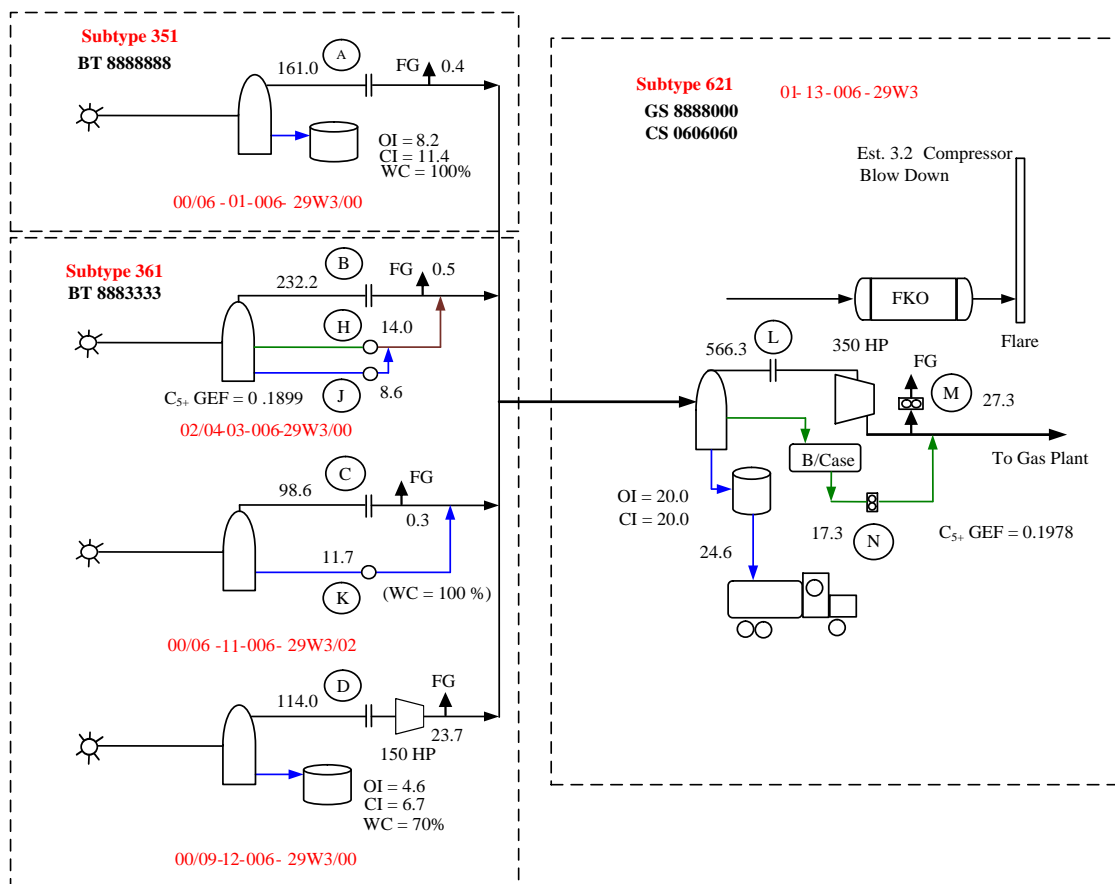 Subtype 351
BT 8888888
161.0
A
FG
0.4
OI = 8.2
CI = 11.4
WC = 100%
00/06 -01-006- 29W3/00
Subtype 361
BT 8883333
232.2
B
FG
0.5
H
14.0
J
8.6
C5+ GEF = 0 .1899
02/04-03-006-29W3/00
98.6
C
FG
0.3
11.7
K
(WC = 100 %)
00/06 -11-006- 29W3/02
114.0
D
FG
23.7
150 HP
OI = 4.6
CI = 6.7
WC = 70%
00/09-12-006- 29W3/00
Subtype 621
GS 8888000
CS 0606060
01-13-006-29W3
Est. 3.2 Compressor
Blow Down
FKO
Flare
566.3
L
350 HP
FG
M
27.3
To Gas Plant
B/Case
OI = 20.0
CI = 20.0
17.3
N
C5+ GEF = 0.1978
24.6